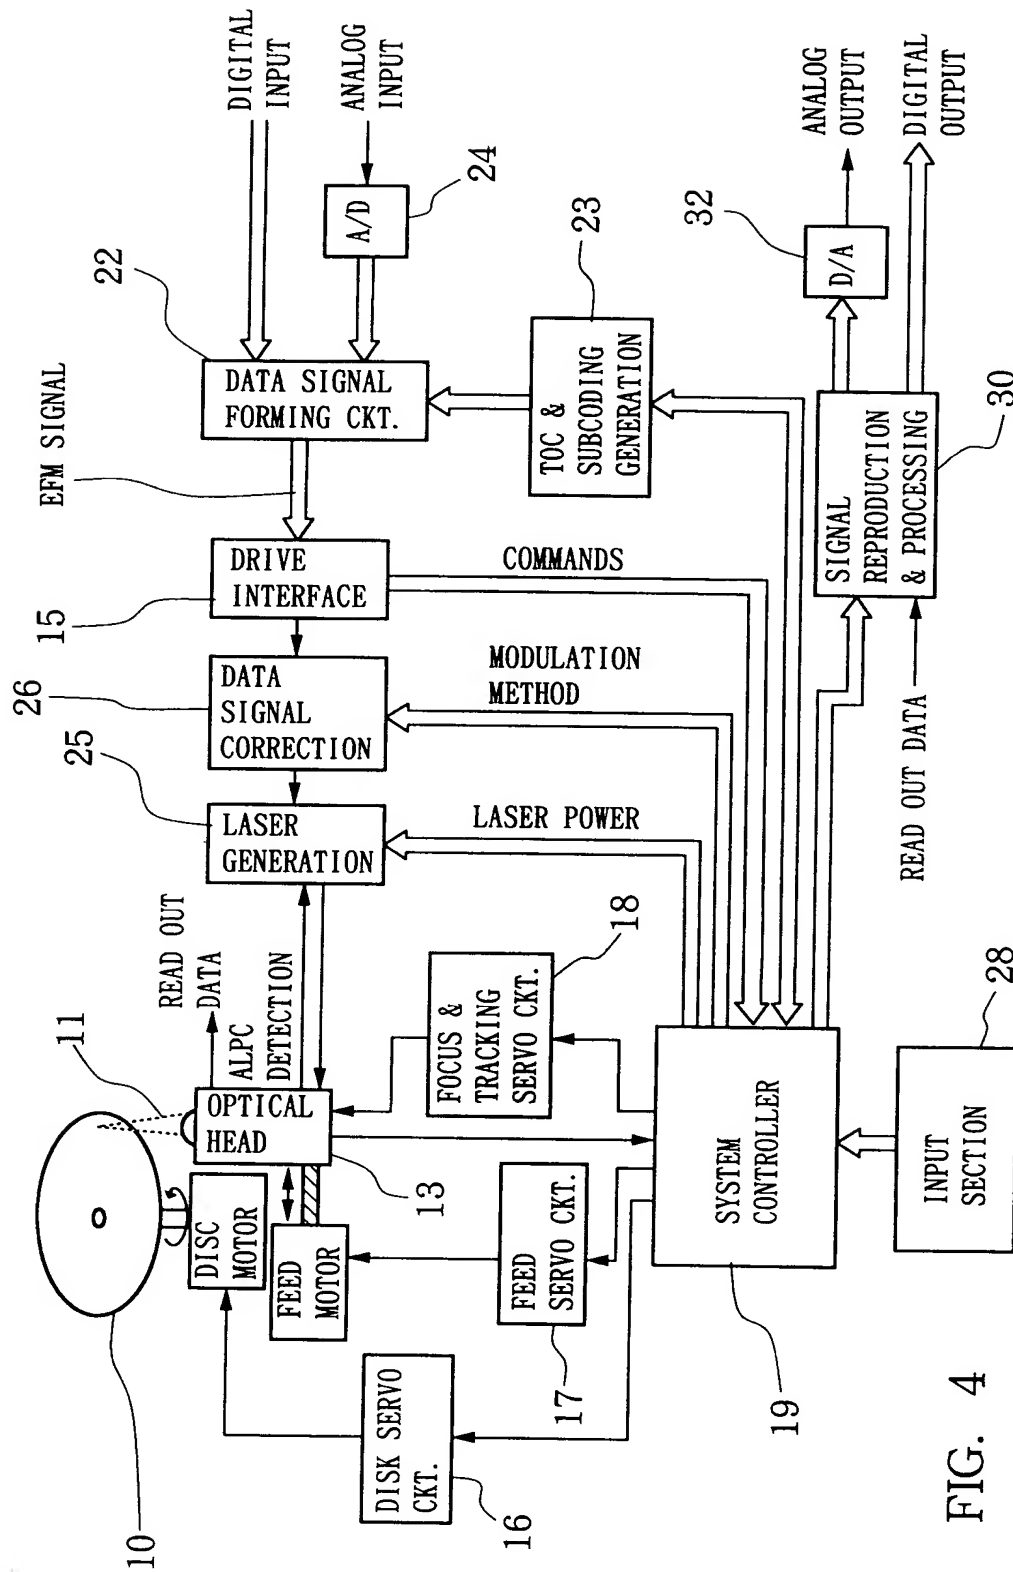 10
11
READ OUT
DATA
25
26
15
EFM SIGNAL
22
DIGITAL
INPUT
ANALOG
INPUT
A/D
24
DISC
MOTOR
OPTICAL
HEAD
ALPC
DETECTION
LASER
GENERATION
DATA
SIGNAL
CORRECTION
DRIVE
INTERFACE
DATA SIGNAL
FORMING CKT.
FEED
MOTOR
13
DISK SERVO
CKT.
16
FEED
SERVO CKT.
17
FOCUS &
TRACKING
SERVO CKT.
18
LASER POWER
MODULATION
METHOD
COMMANDS
TOC &
SUBCODING
GENERATION
23
SYSTEM
CONTROLLER
19
SIGNAL
REPRODUCTION
& PROCESSING
30
D/A
32
ANALOG
OUTPUT
DIGITAL
OUTPUT
READ OUT DATA
INPUT
SECTION
28
FIG. 4